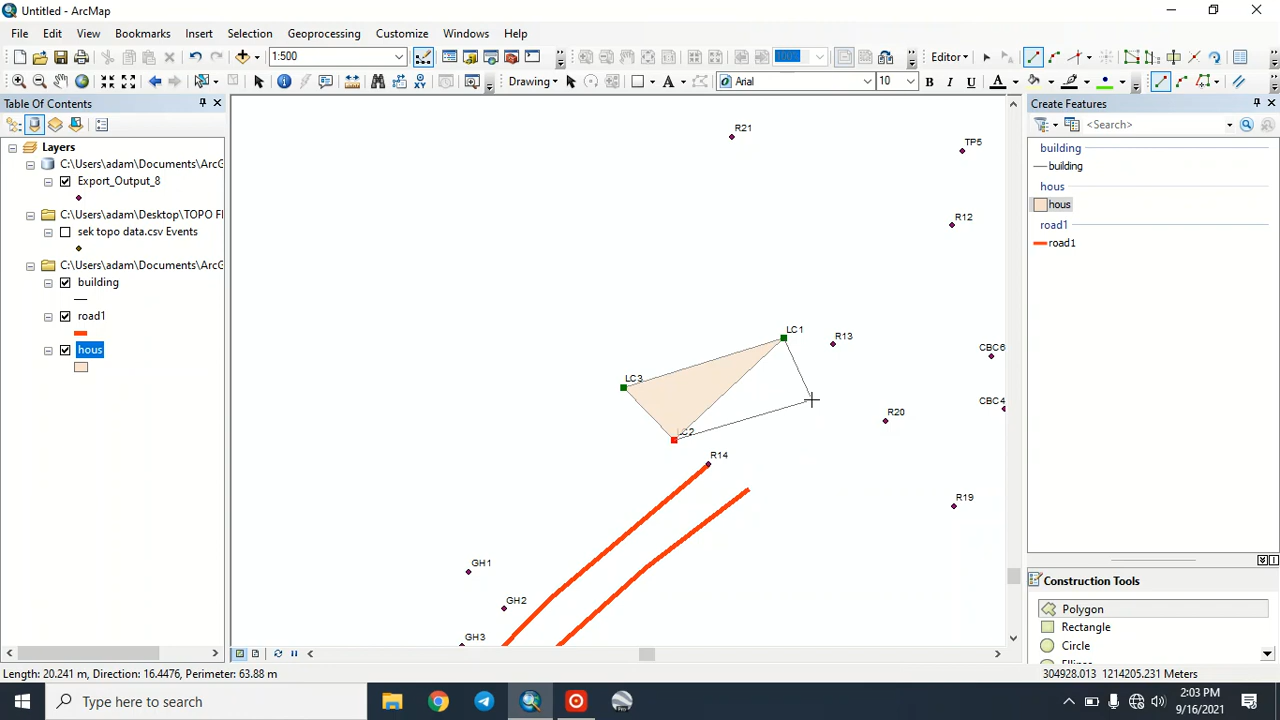 Untitled - ArcMap
File Edit View Bookmarks Insert Selection Geoprocessing Customize Windows Help
1:500 100% Editor
Drawing A Arial 10 B I U A
Table Of Contents
Layers
C:\Users\adam\Documents\ArcG
Export_Output_8
C:\Users\adam\Desktop\TOPO FI
sek topo data.csv Events
C:\Users\adam\Documents\ArcG
building
road1
hous
R21
TP5
R12
LC1
R13
CBC6
LC3
CBC4
R20
LC2
R14
R19
GH1
GH2
GH3
Create Features
<Search>
building
building
hous
hous
road1
road1
Construction Tools
Polygon
Rectangle
Circle
Length: 20.241 m, Direction: 16.4476, Perimeter: 63.88 m
304928.013 1214205.231 Meters
Type here to search
2:03 PM
9/16/2021